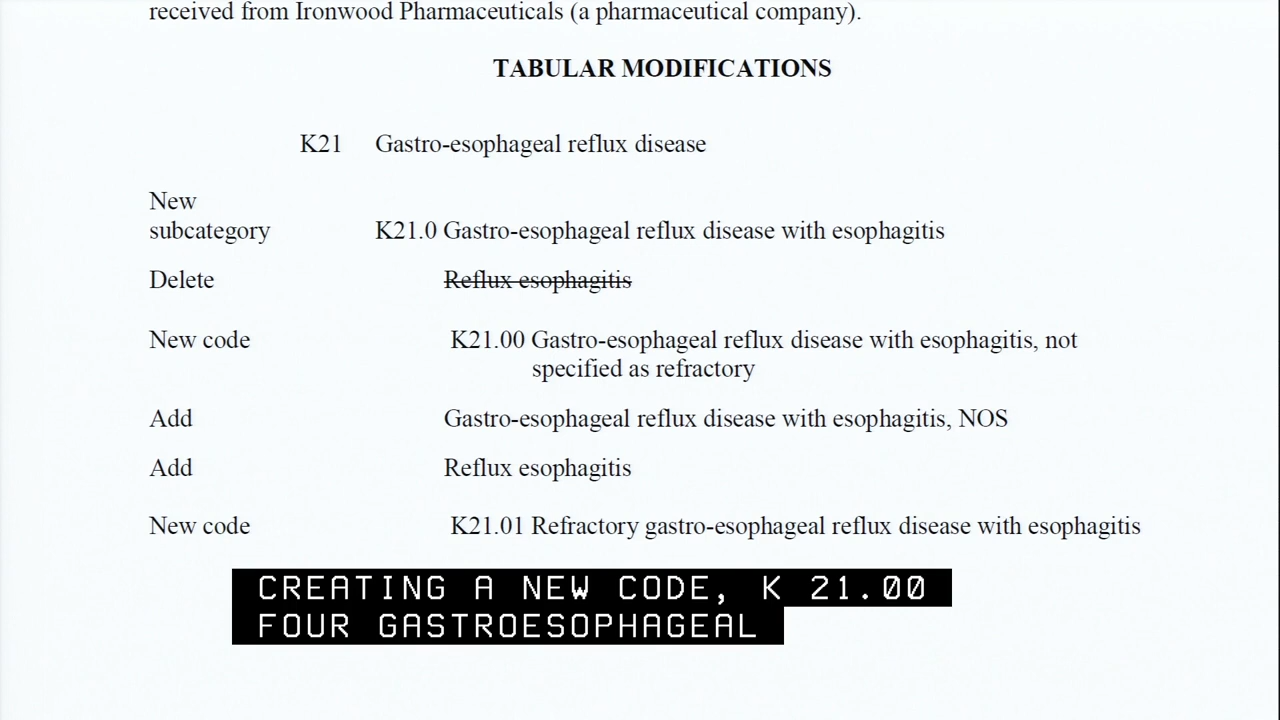 received from Ironwood Pharmaceuticals (a pharmaceutical company).
TABULAR MODIFICATIONS
K21 Gastro-esophageal reflux disease
New
subcategory K21.0 Gastro-esophageal reflux disease with esophagitis
Delete Reflux esophagitis
New code K21.00 Gastro-esophageal reflux disease with esophagitis, not
specified as refractory
Add Gastro-esophageal reflux disease with esophagitis, NOS
Add Reflux esophagitis
New code K21.01 Refractory gastro-esophageal reflux disease with esophagitis
CREATING A NEW CODE, K 21.00
FOUR GASTROESOPHAGEAL